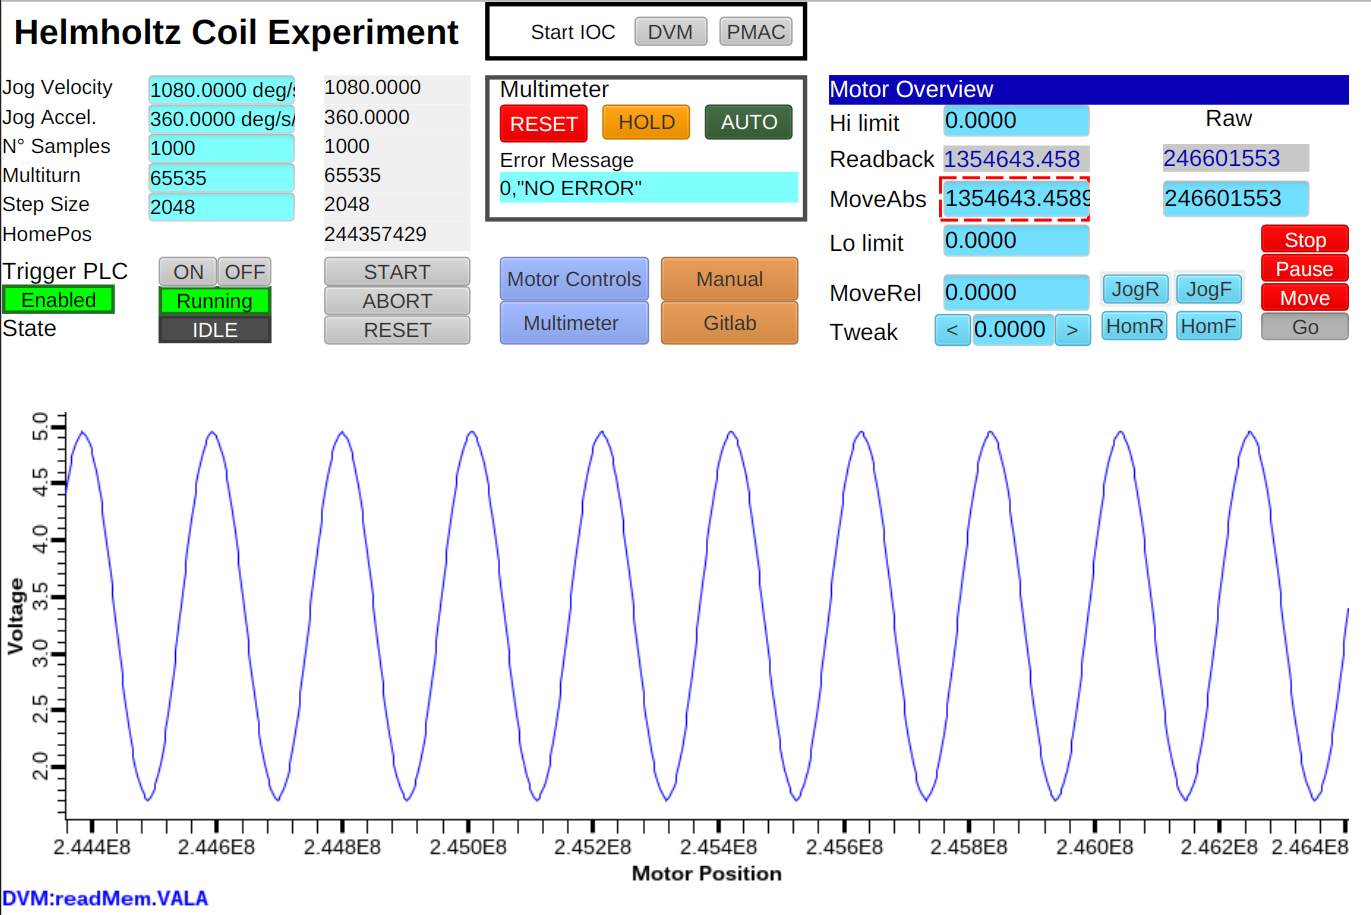 Helmholtz Coil Experiment
Start IOC DVM PMAC
Jog Velocity 1080.0000 deg/s 1080.0000
Jog Accel. 360.0000 deg/s/ 360.0000
N° Samples 1000 1000
Multiturn 65535 65535
Step Size 2048 2048
HomePos 244357429
Trigger PLC ON OFF START
Enabled Running ABORT
State IDLE RESET
Multimeter
RESET HOLD AUTO
Error Message
0,"NO ERROR"
Motor Controls Manual
Multimeter Gitlab
Motor Overview
Hi limit 0.0000 Raw
Readback 1354643.458 246601553
MoveAbs 1354643.4589 246601553
Lo limit 0.0000 Stop
Pause
MoveRel 0.0000 JogR JogF Move
Tweak < 0.0000 > HomR HomF Go
Voltage
5.0
4.5
4.0
3.5
3.0
2.5
2.0
2.444E8 2.446E8 2.448E8 2.450E8 2.452E8 2.454E8 2.456E8 2.458E8 2.460E8 2.462E8 2.464E8
Motor Position
DVM:readMem.VALA